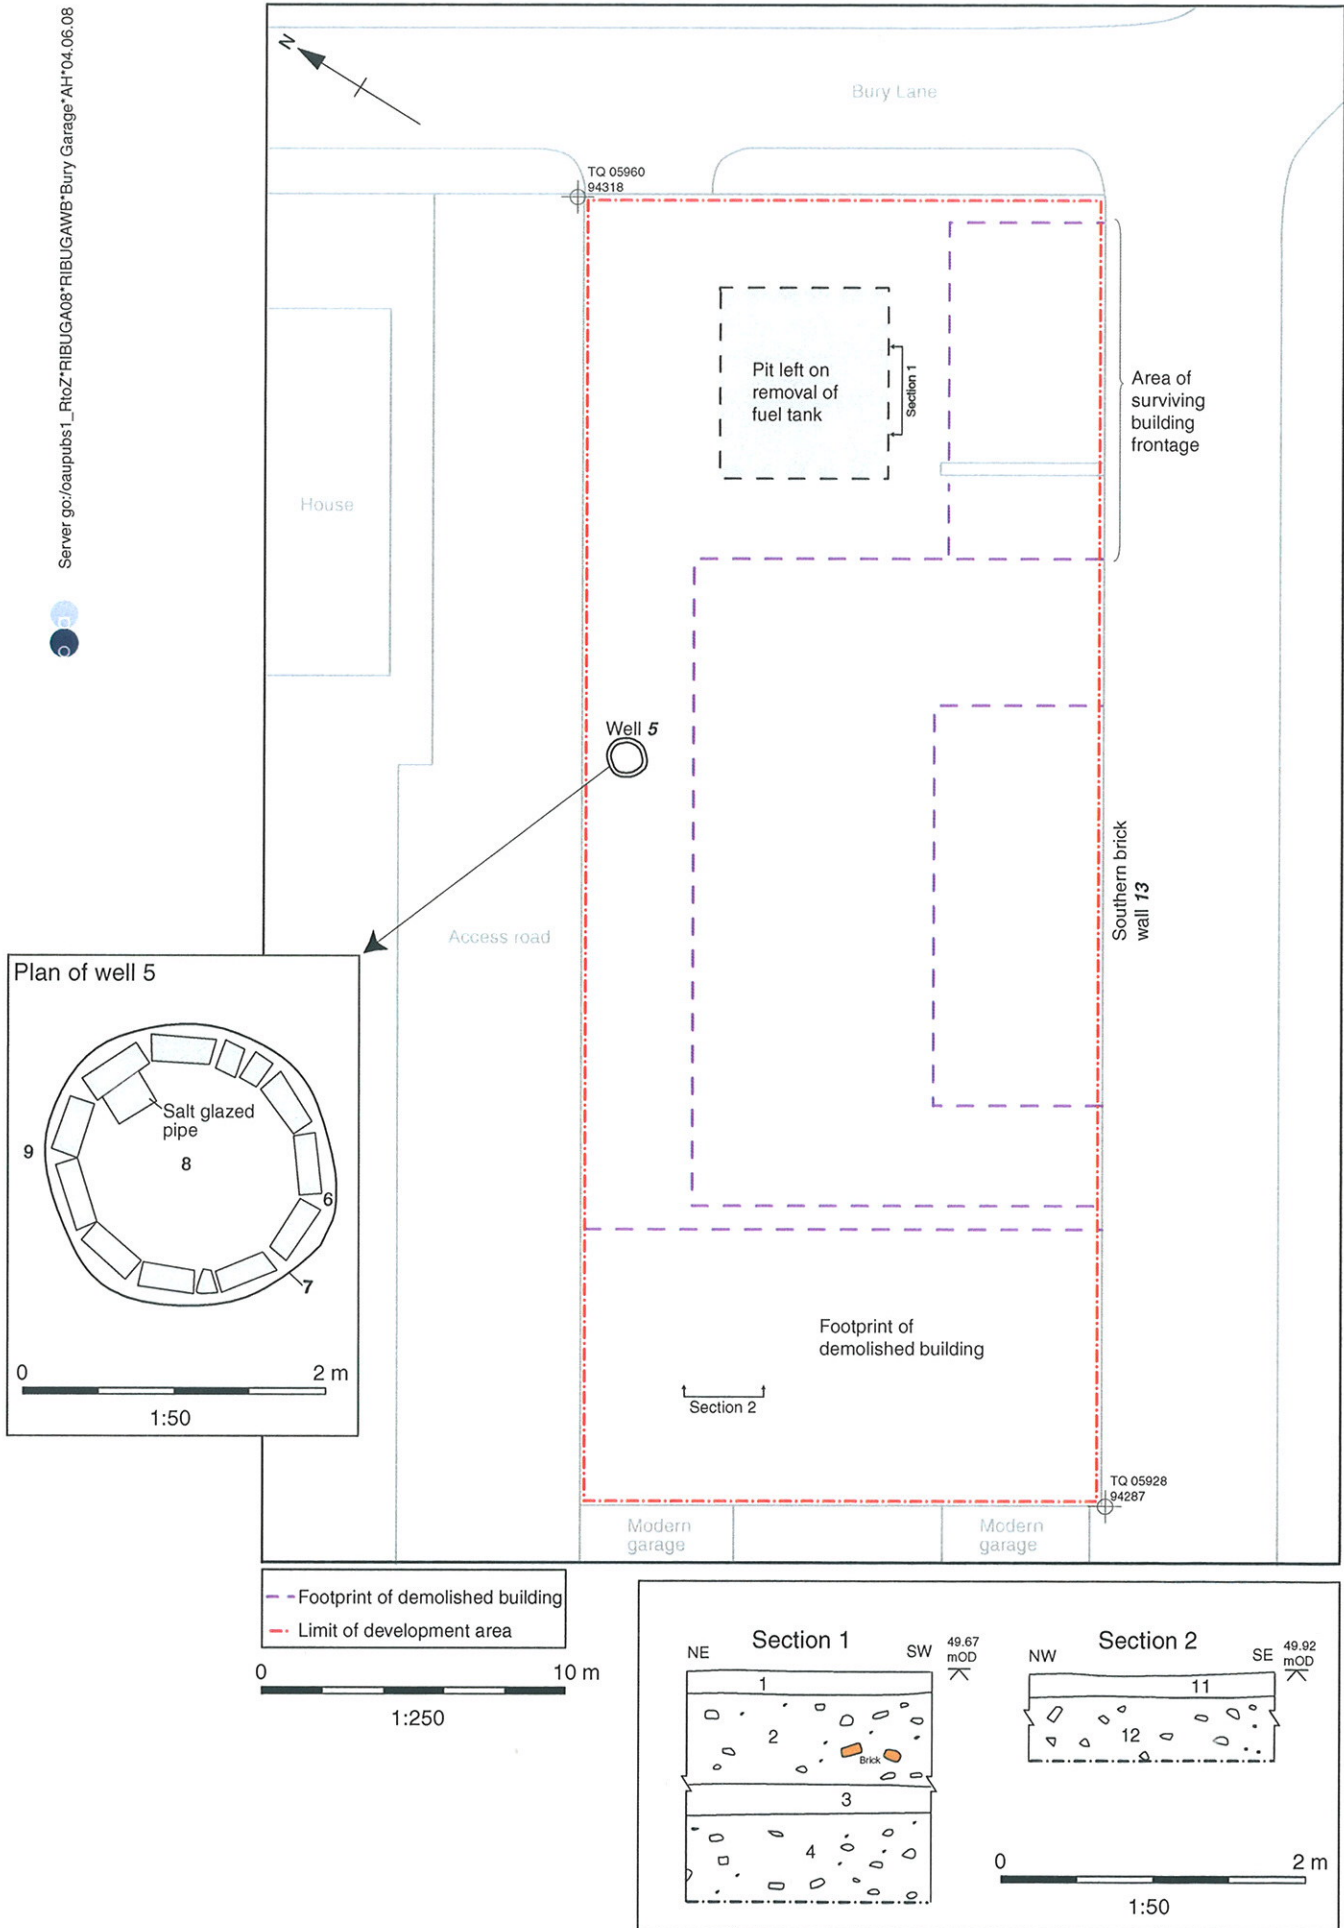 Server go:/oaupubs1_RtoZ*RIBUGA08*RIBUGAWB*Bury Garage*AH*04.06.08
N
Bury Lane
TQ 05960
94318
Pit left on
removal of
fuel tank
Section 1
Area of
surviving
building
frontage
House
Well 5
Southern brick
wall 13
Access road
Plan of well 5
Salt glazed
pipe
9
8
6
7
0 2 m
1:50
Footprint of
demolished building
Section 2
TQ 05928
94287
Modern
garage
Modern
garage
Footprint of demolished building
Limit of development area
0 10 m
1:250
Section 1
NE
SW
49.67
mOD
1
2
Brick
3
4
Section 2
NW
SE
49.92
mOD
11
12
0 2 m
1:50